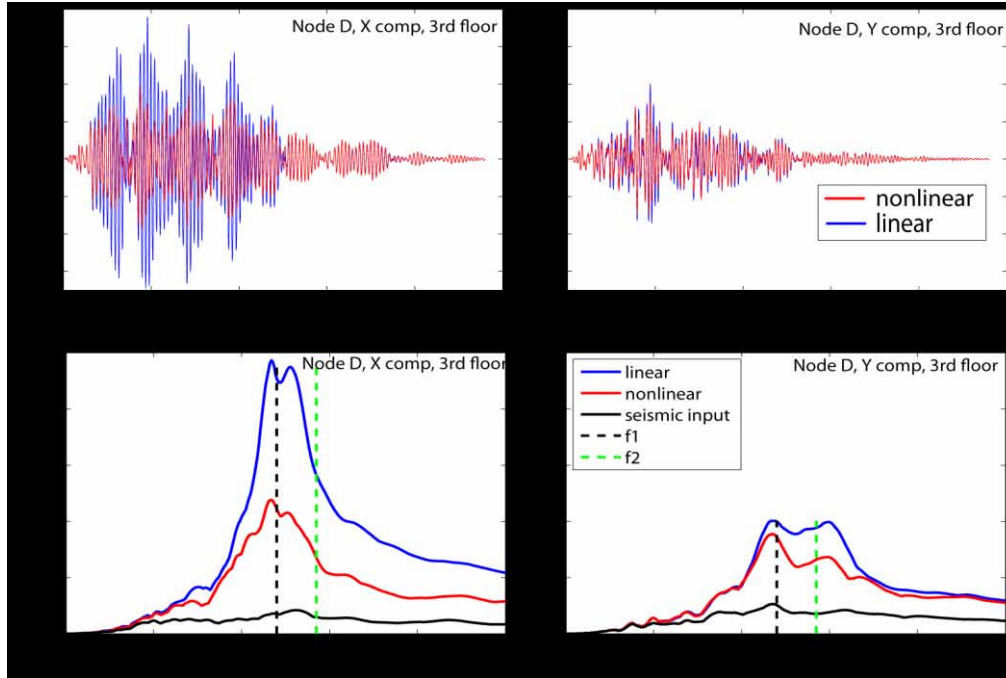 Node D, X comp, 3rd floor
Node D, Y comp, 3rd floor
nonlinear
linear
Node D, X comp, 3rd floor
Node D, Y comp, 3rd floor
linear
nonlinear
seismic input
f1
f2